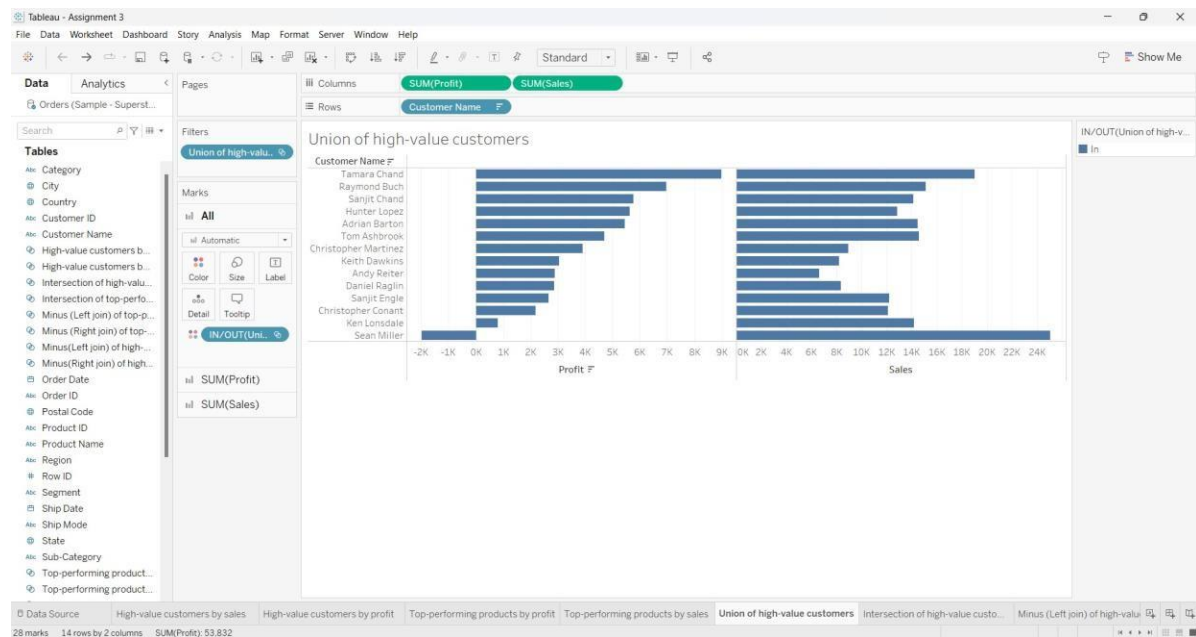 Tableau - Assignment 3
File Data Worksheet Dashboard Story Analysis Map Format Server Window Help
Standard
Show Me
Data Analytics
Orders (Sample - Superst...
Search
Tables
Abc Category
City
Country
Abc Customer ID
Abc Customer Name
High-value customers b...
High-value customers b...
Intersection of high-valu...
Intersection of top-perfo...
Minus (Left join) of top-p...
Minus (Right join) of top-...
Minus(Left join) of high-...
Minus(Right join) of high...
Order Date
Abc Order ID
Postal Code
Abc Product ID
Abc Product Name
Abc Region
# Row ID
Abc Segment
Ship Date
Abc Ship Mode
State
Abc Sub-Category
Top-performing product...
Top-performing product...
Pages
Filters
Union of high-valu..
Marks
All
Automatic
Color Size Label
Detail Tooltip
IN/OUT(Uni..
SUM(Profit)
SUM(Sales)
Columns SUM(Profit) SUM(Sales)
Rows Customer Name
Union of high-value customers
Customer Name
Tamara Chand
Raymond Buch
Sanjit Chand
Hunter Lopez
Adrian Barton
Tom Ashbrook
Christopher Martinez
Keith Dawkins
Andy Reiter
Daniel Raglin
Sanjit Engle
Christopher Conant
Ken Lonsdale
Sean Miller
-2K -1K 0K 1K 2K 3K 4K 5K 6K 7K 8K 9K 0K 2K 4K 6K 8K 10K 12K 14K 16K 18K 20K 22K 24K
Profit Sales
IN/OUT(Union of high-v...
In
Data Source High-value customers by sales High-value customers by profit Top-performing products by profit Top-performing products by sales Union of high-value customers Intersection of high-value custo... Minus (Left join) of high-valu
28 marks 14 rows by 2 columns SUM(Profit): 53.832